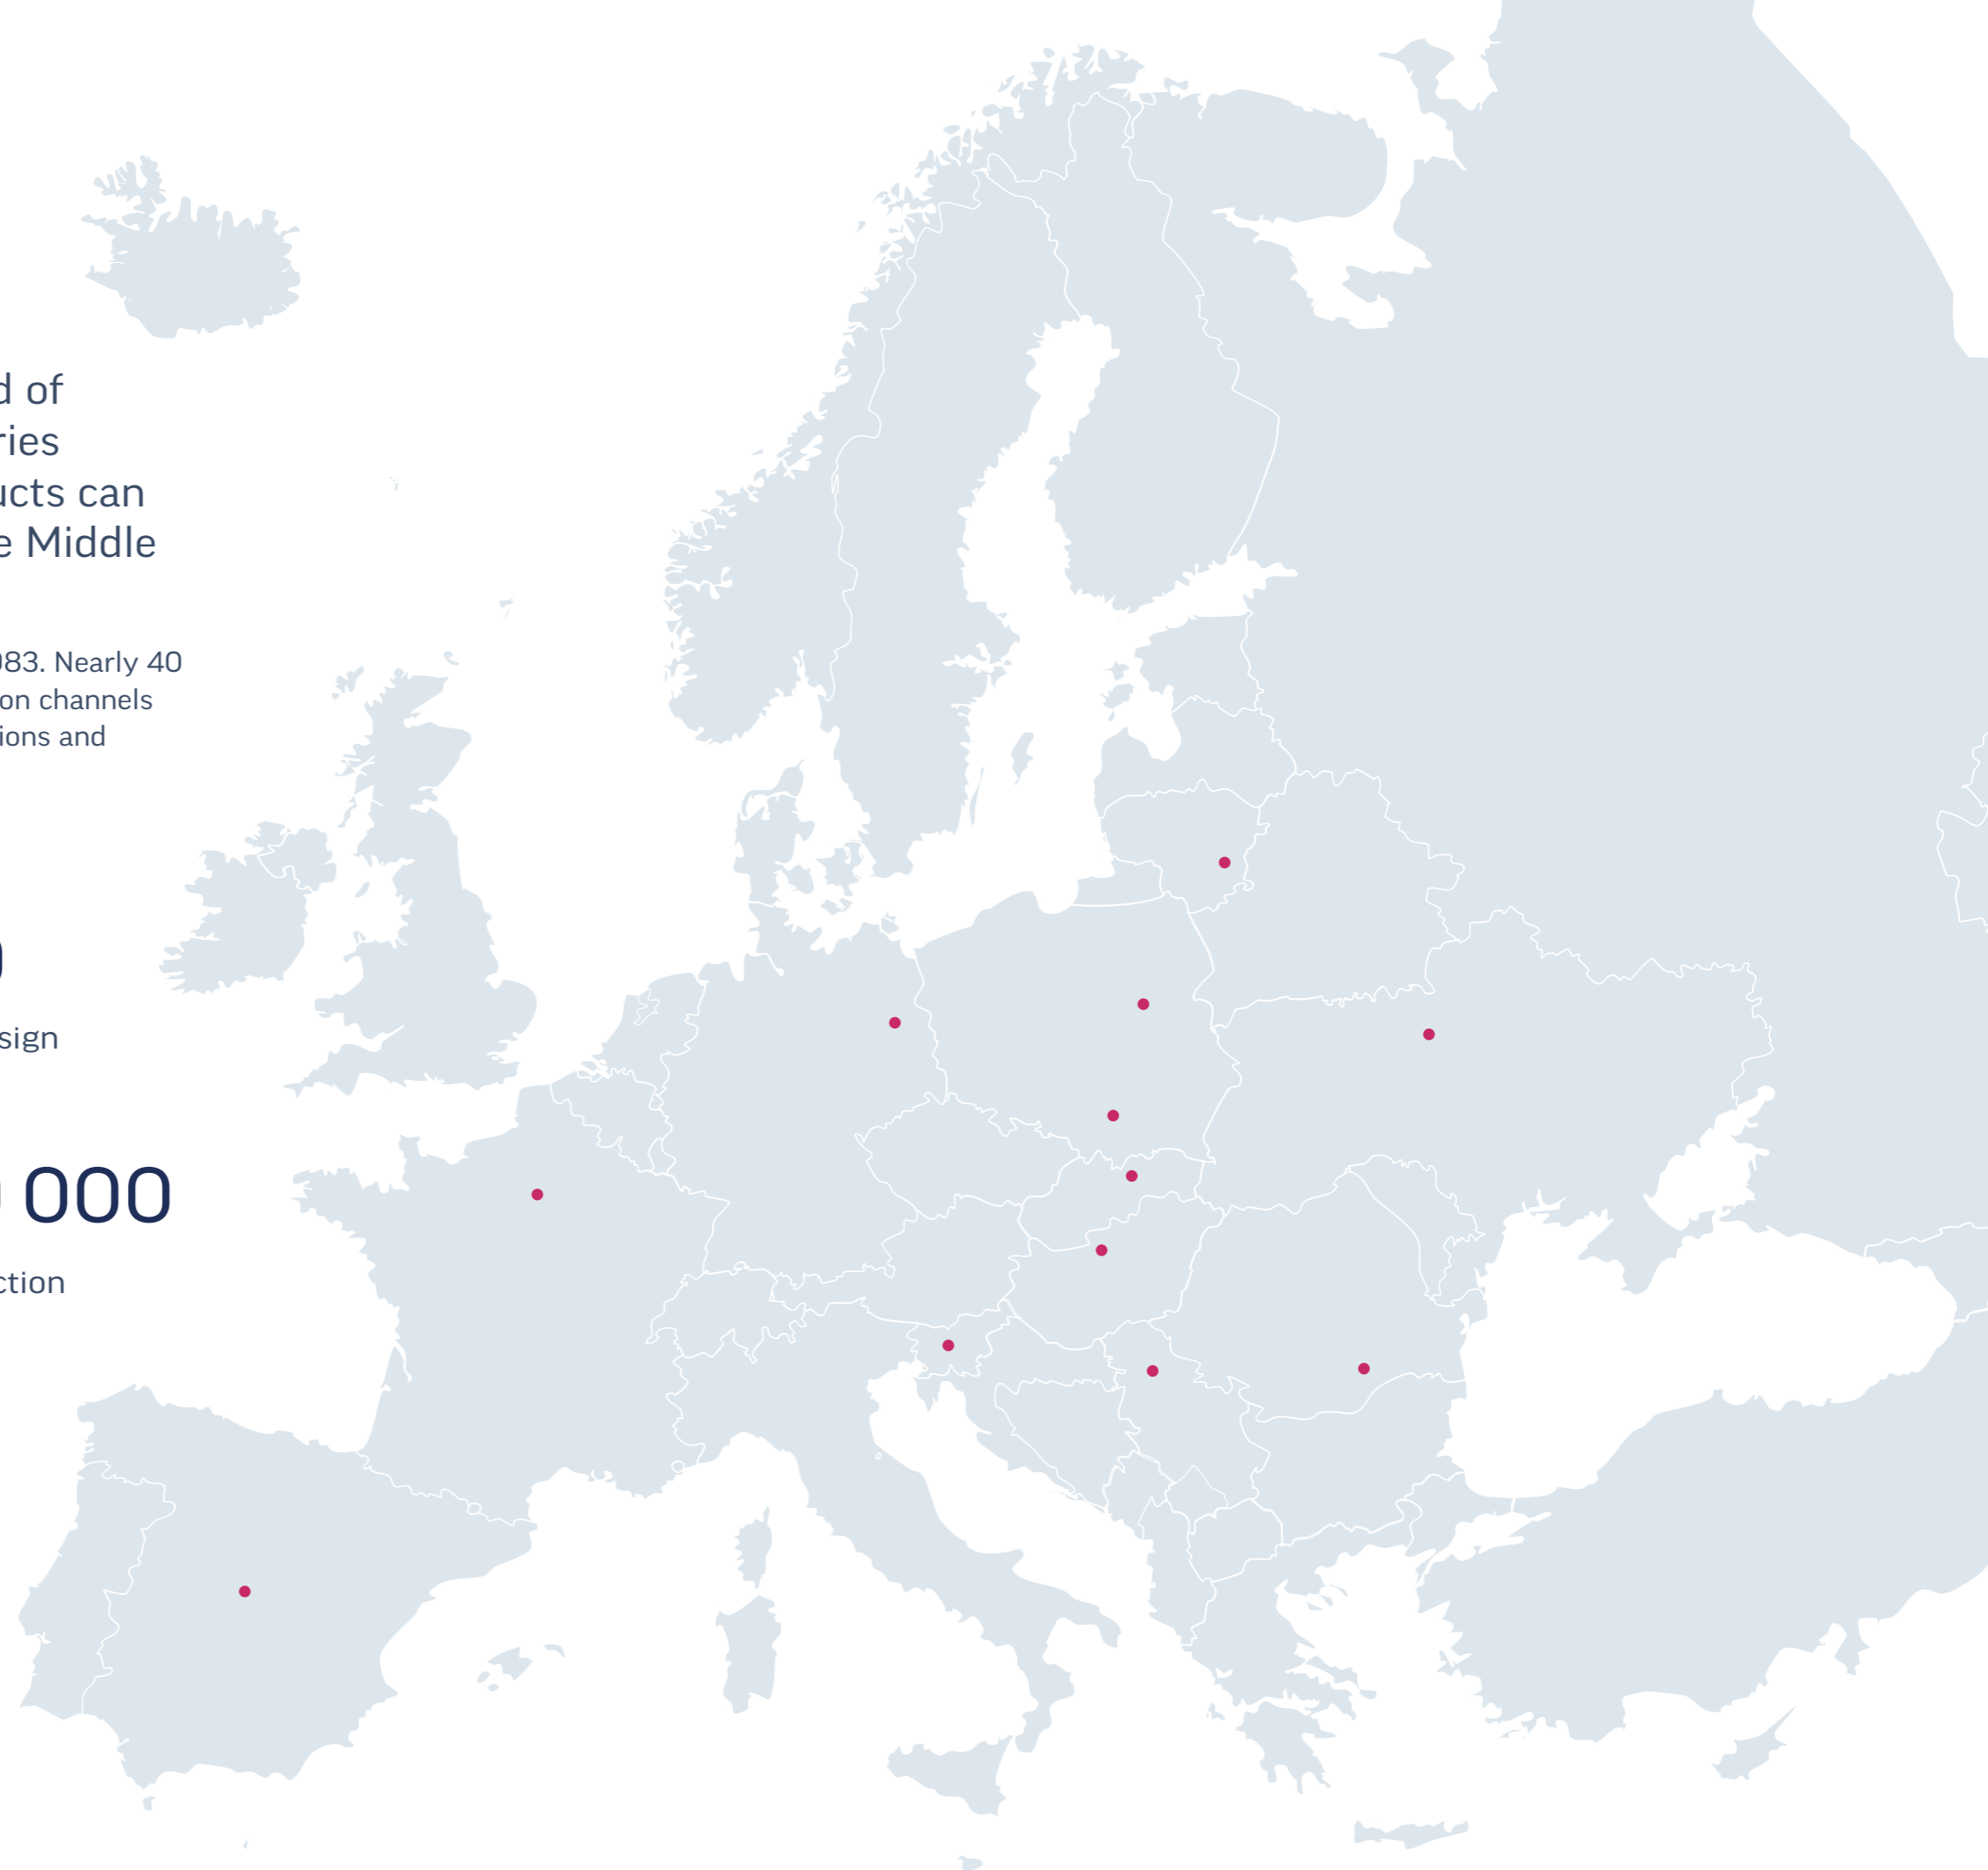 d of
ries
ucts can
e Middle
083. Nearly 40
on channels
ions and
sign
000
ction